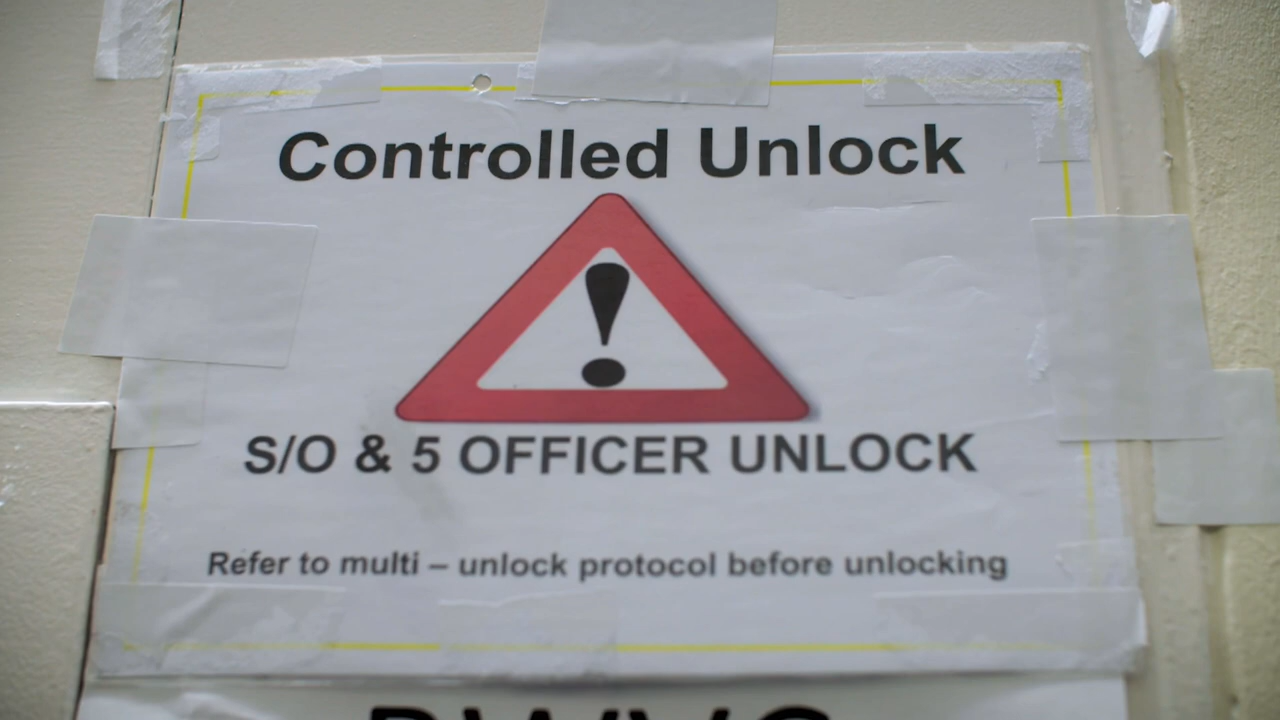 Controlled Unlock
S/O & 5 OFFICER UNLOCK
Refer to multi – unlock protocol before unlocking